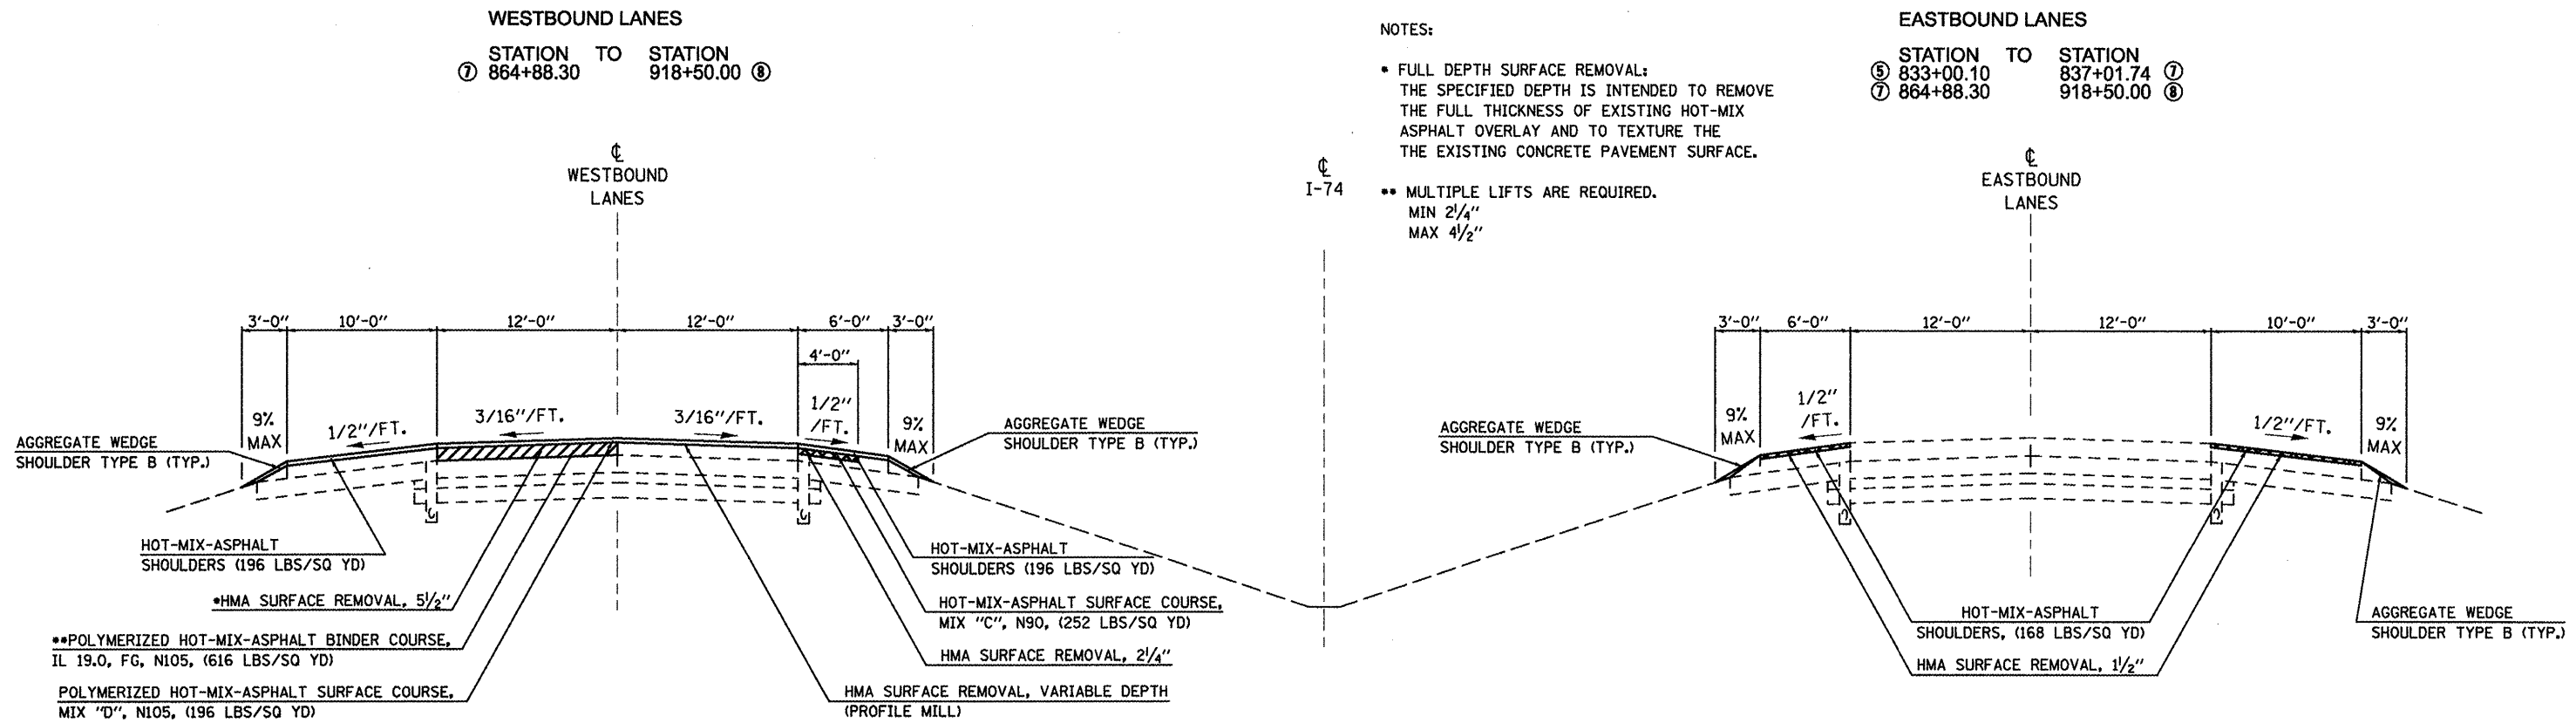 WESTBOUND LANES
STATION TO STATION
⑦ 864+88.30 918+50.00 ⑧
NOTES:
* FULL DEPTH SURFACE REMOVAL:
THE SPECIFIED DEPTH IS INTENDED TO REMOVE
THE FULL THICKNESS OF EXISTING HOT-MIX
ASPHALT OVERLAY AND TO TEXTURE THE
THE EXISTING CONCRETE PAVEMENT SURFACE.
** MULTIPLE LIFTS ARE REQUIRED.
MIN 2 1/4"
MAX 4 1/2"
EASTBOUND LANES
STATION TO STATION
⑤ 833+00.10 837+01.74 ⑦
⑦ 864+88.30 918+50.00 ⑧
℄
WESTBOUND
LANES
℄
I-74
℄
EASTBOUND
LANES
3'-0" 10'-0" 12'-0" 12'-0" 6'-0" 3'-0"
4'-0"
9%
MAX
1/2"/FT.
3/16"/FT.
3/16"/FT.
1/2"
/FT.
9%
MAX
AGGREGATE WEDGE
SHOULDER TYPE B (TYP.)
AGGREGATE WEDGE
SHOULDER TYPE B (TYP.)
HOT-MIX-ASPHALT
SHOULDERS (196 LBS/SQ YD)
*HMA SURFACE REMOVAL, 5 1/2"
**POLYMERIZED HOT-MIX-ASPHALT BINDER COURSE,
IL 19.0, FG, N105, (616 LBS/SQ YD)
POLYMERIZED HOT-MIX-ASPHALT SURFACE COURSE,
MIX "D", N105, (196 LBS/SQ YD)
HOT-MIX-ASPHALT
SHOULDERS (196 LBS/SQ YD)
HOT-MIX-ASPHALT SURFACE COURSE,
MIX "C", N90, (252 LBS/SQ YD)
HMA SURFACE REMOVAL, 2 1/4"
HMA SURFACE REMOVAL, VARIABLE DEPTH
(PROFILE MILL)
3'-0" 6'-0" 12'-0" 12'-0" 10'-0" 3'-0"
9%
MAX
1/2"
/FT.
1/2"/FT.
9%
MAX
AGGREGATE WEDGE
SHOULDER TYPE B (TYP.)
HOT-MIX-ASPHALT
SHOULDERS, (168 LBS/SQ YD)
HMA SURFACE REMOVAL, 1 1/2"
AGGREGATE WEDGE
SHOULDER TYPE B (TYP.)